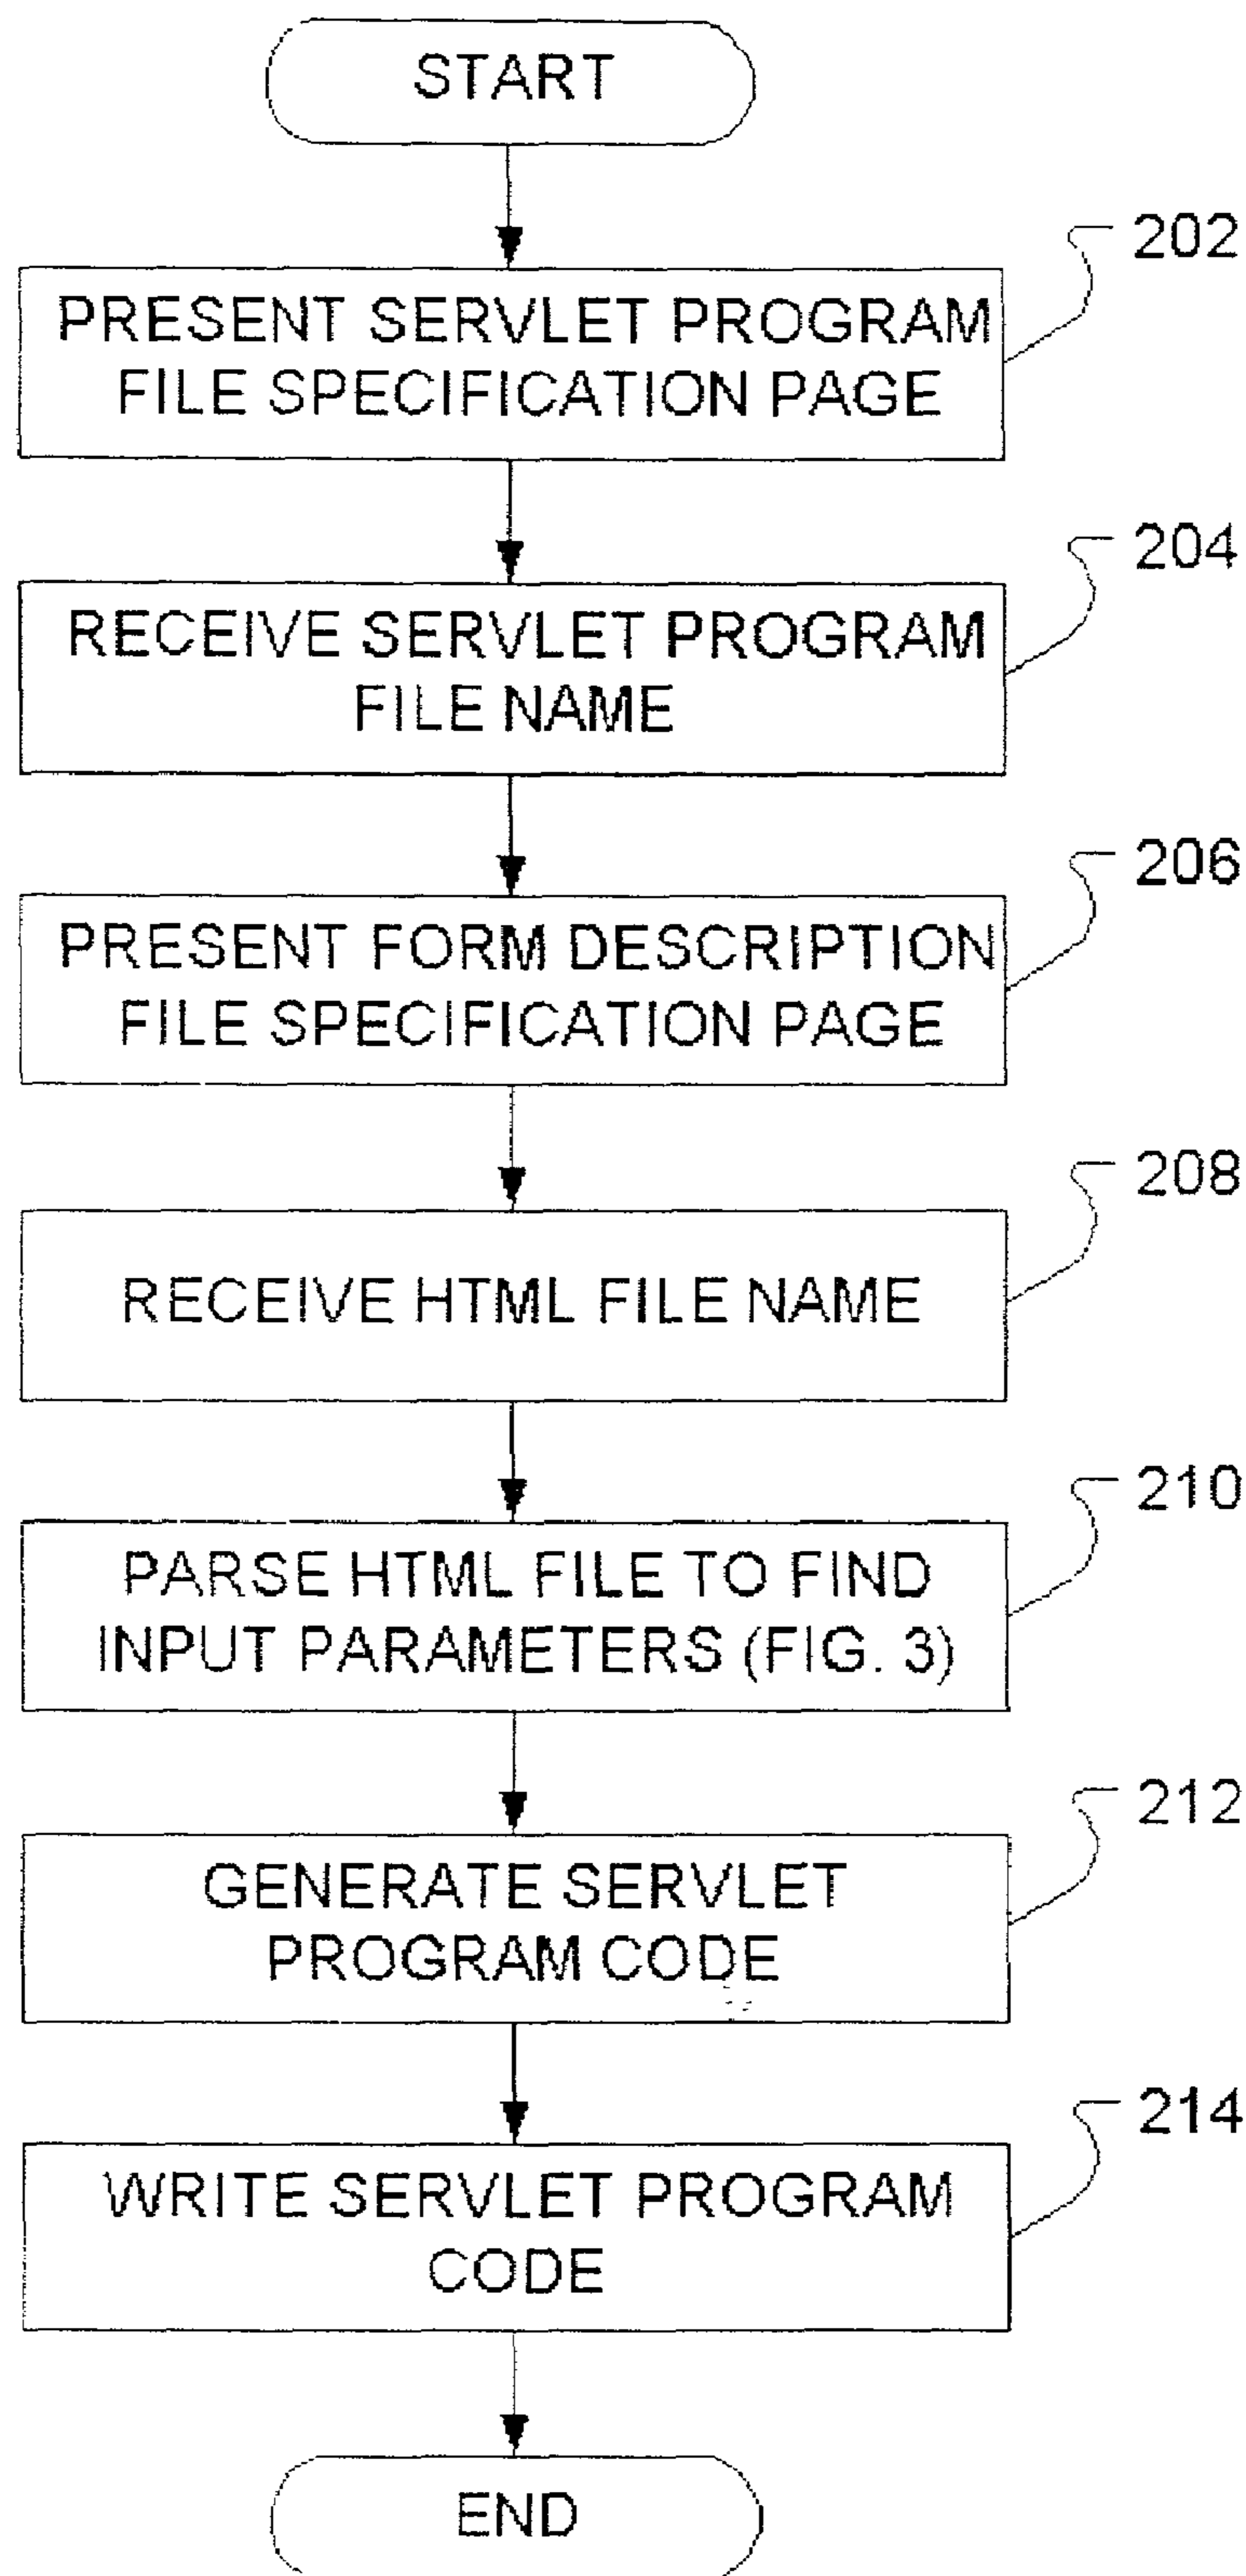 START
202
PRESENT SERVLET PROGRAM
FILE SPECIFICATION PAGE
204
RECEIVE SERVLET PROGRAM
FILE NAME
206
PRESENT FORM DESCRIPTION
FILE SPECIFICATION PAGE
208
RECEIVE HTML FILE NAME
210
PARSE HTML FILE TO FIND
INPUT PARAMETERS (FIG. 3)
212
GENERATE SERVLET
PROGRAM CODE
214
WRITE SERVLET PROGRAM
CODE
END